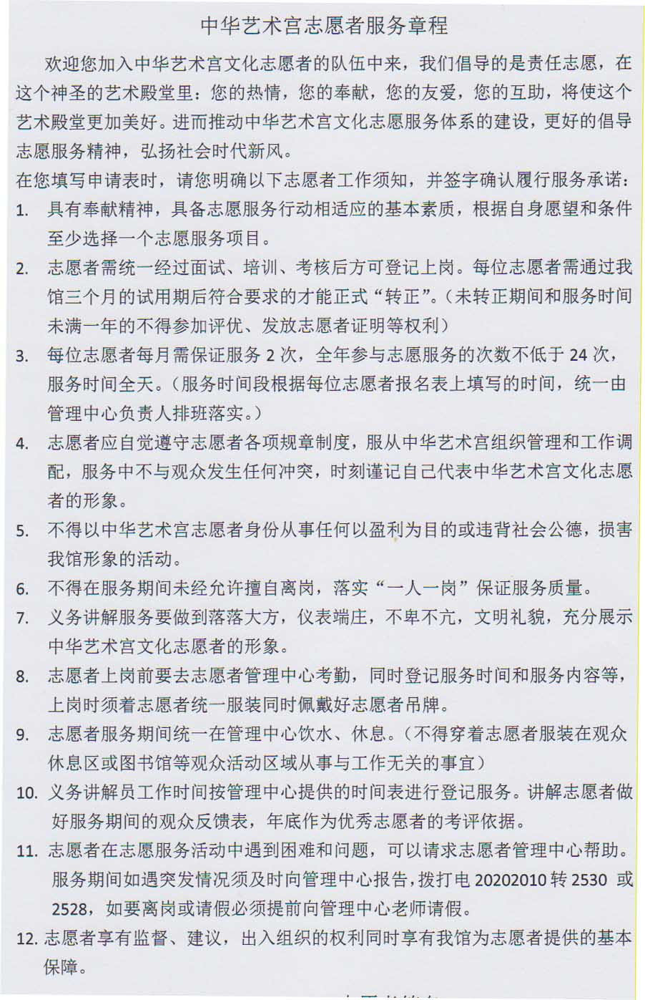 中华艺术宫志愿者服务章程
欢迎您加入中华艺术宫文化志愿者的队伍中来，我们倡导的是责任志愿，在
这个神圣的艺术殿堂里：您的热情，您的奉献，您的友爱，您的互助，将使这个
艺术殿堂更加美好。进而推动中华艺术宫文化志愿服务体系的建设，更好的倡导
志愿服务精神，弘扬社会时代新风。
在您填写申请表时，请您明确以下志愿者工作须知，并签字确认履行服务承诺：
1. 具有奉献精神，具备志愿服务行动相适应的基本素质，根据自身愿望和条件
至少选择一个志愿服务项目。
2. 志愿者需统一经过面试、培训、考核后方可登记上岗。每位志愿者需通过我
馆三个月的试用期后符合要求的才能正式“转正”。（未转正期间和服务时间
未满一年的不得参加评优、发放志愿者证明等权利）
3. 每位志愿者每月需保证服务 2 次，全年参与志愿服务的次数不低于 24 次，
服务时间全天。（服务时间段根据每位志愿者报名表上填写的时间，统一由
管理中心负责人排班落实。）
4. 志愿者应自觉遵守志愿者各项规章制度，服从中华艺术宫组织管理和工作调
配，服务中不与观众发生任何冲突，时刻谨记自己代表中华艺术宫文化志愿
者的形象。
5. 不得以中华艺术宫志愿者身份从事任何以盈利为目的或违背社会公德，损害
我馆形象的活动。
6. 不得在服务期间未经允许擅自离岗，落实“一人一岗”保证服务质量。
7. 义务讲解服务要做到落落大方，仪表端庄，不卑不亢，文明礼貌，充分展示
中华艺术宫文化志愿者的形象。
8. 志愿者上岗前要去志愿者管理中心考勤，同时登记服务时间和服务内容等，
上岗时须着志愿者统一服装同时佩戴好志愿者吊牌。
9. 志愿者服务期间统一在管理中心饮水、休息。（不得穿着志愿者服装在观众
休息区或图书馆等观众活动区域从事与工作无关的事宜）
10. 义务讲解员工作时间按管理中心提供的时间表进行登记服务。讲解志愿者做
好服务期间的观众反馈表，年底作为优秀志愿者的考评依据。
11. 志愿者在志愿服务活动中遇到困难和问题，可以请求志愿者管理中心帮助。
服务期间如遇突发情况须及时向管理中心报告，拨打电 20202010 转 2530 或
2528，如要离岗或请假必须提前向管理中心老师请假。
12. 志愿者享有监督、建议，出入组织的权利同时享有我馆为志愿者提供的基本
保障。